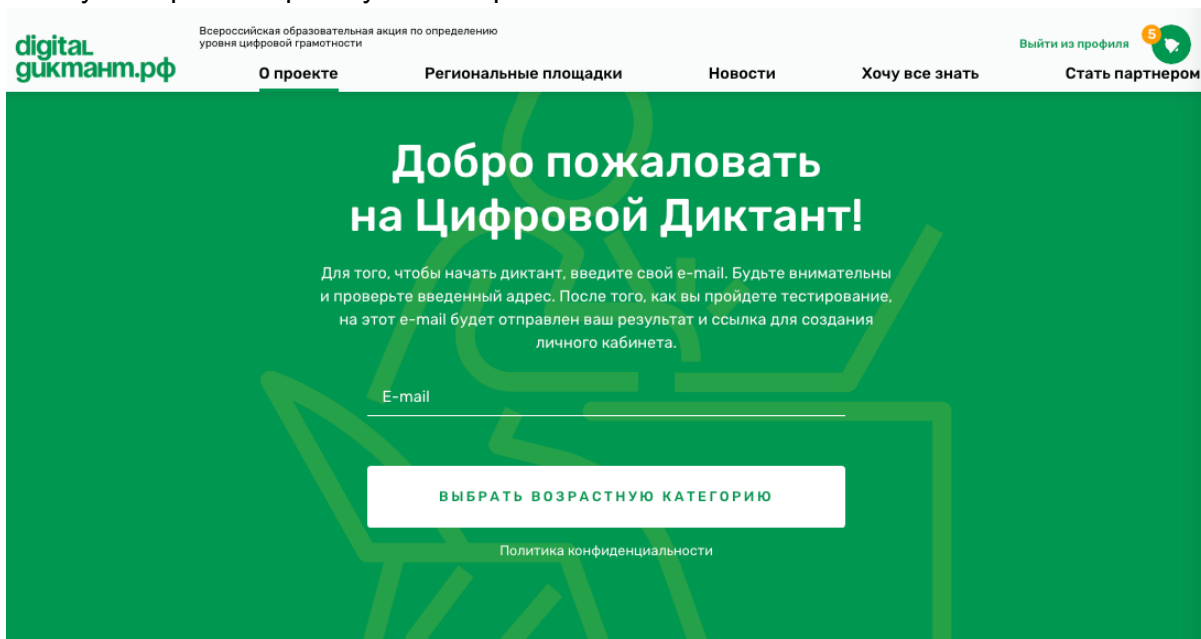 digital
Всероссийская образовательная акция по определению
уровня цифровой грамотности
диктант.рф
Выйти из профиля
5
О проекте
Региональные площадки
Новости
Хочу все знать
Стать партнером
Добро пожаловать
на Цифровой Диктант!
Для того, чтобы начать диктант, введите свой e-mail. Будьте внимательны
и проверьте введенный адрес. После того, как вы пройдете тестирование,
на этот e-mail будет отправлен ваш результат и ссылка для создания
личного кабинета.
E-mail
ВЫБРАТЬ ВОЗРАСТНУЮ КАТЕГОРИЮ
Политика конфиденциальности